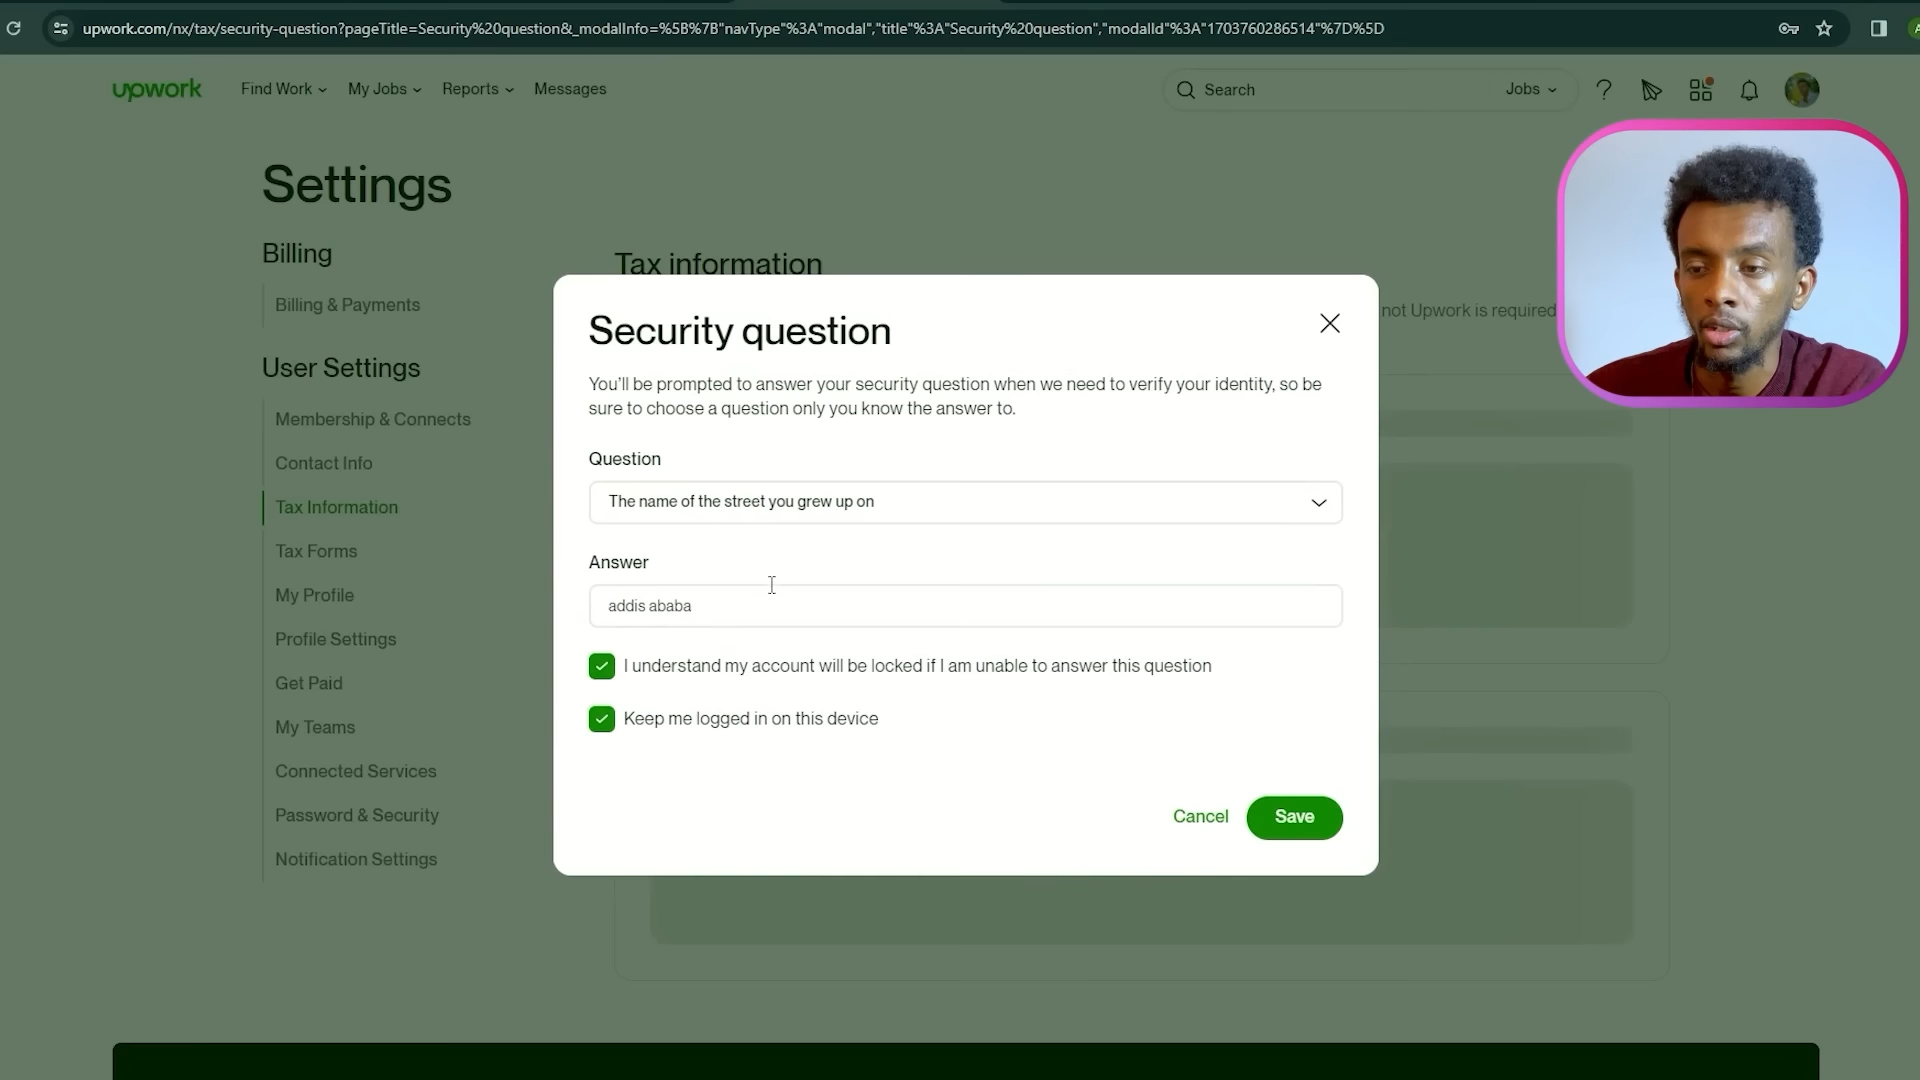 upwork.com/nx/tax/security-question?pageTitle=Security%20question&_modalInfo=%5B%7B"navType"%3A"modal","title"%3A"Security%20question","modalId"%3A"1703760286514"%7D%5D
upwork Find Work My Jobs Reports Messages Search Jobs
Settings
Billing
Billing & Payments
User Settings
Membership & Connects
Contact Info
Tax Information
Tax Forms
My Profile
Profile Settings
Get Paid
My Teams
Connected Services
Password & Security
Notification Settings
Tax information
not Upwork is required
Security question
You'll be prompted to answer your security question when we need to verify your identity, so be
sure to choose a question only you know the answer to.
Question
The name of the street you grew up on
Answer
addis ababa
I understand my account will be locked if I am unable to answer this question
Keep me logged in on this device
Cancel Save